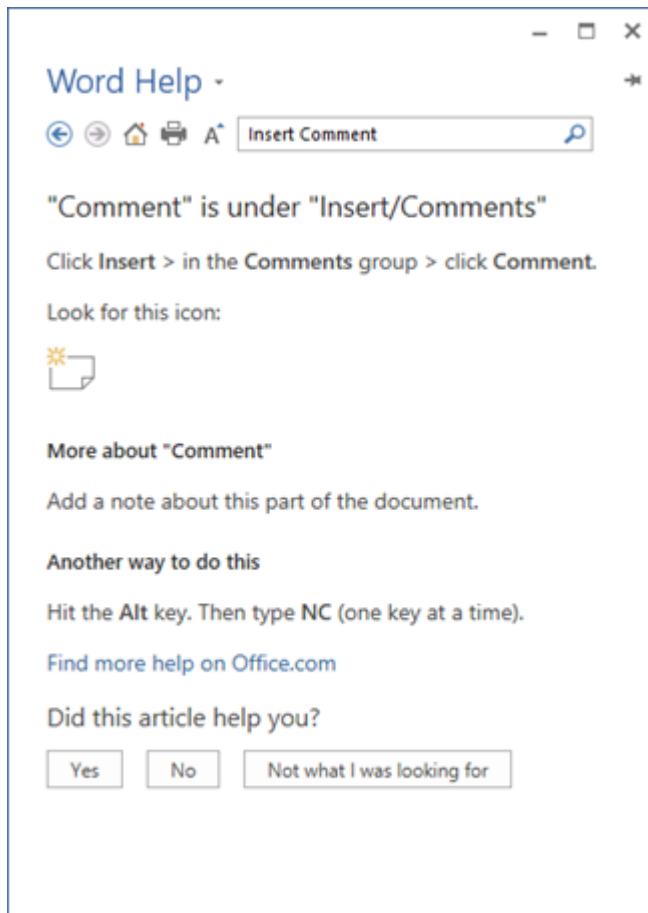 Word Help
Insert Comment
"Comment" is under "Insert/Comments"
Click Insert > in the Comments group > click Comment.
Look for this icon:
More about "Comment"
Add a note about this part of the document.
Another way to do this
Hit the Alt key. Then type NC (one key at a time).
Find more help on Office.com
Did this article help you?
Yes No Not what I was looking for